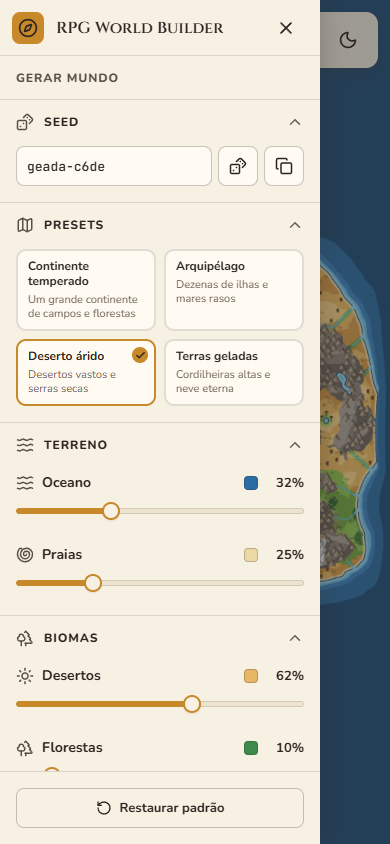 RPG World Builder
GERAR MUNDO
SEED
geada-c6de
PRESETS
Continente
temperado
Um grande continente
de campos e florestas
Arquipélago
Dezenas de ilhas e
mares rasos
Deserto árido
Desertos vastos e
serras secas
Terras geladas
Cordilheiras altas e
neve eterna
TERRENO
Oceano 32%
Praias 25%
BIOMAS
Desertos 62%
Florestas 10%
Restaurar padrão